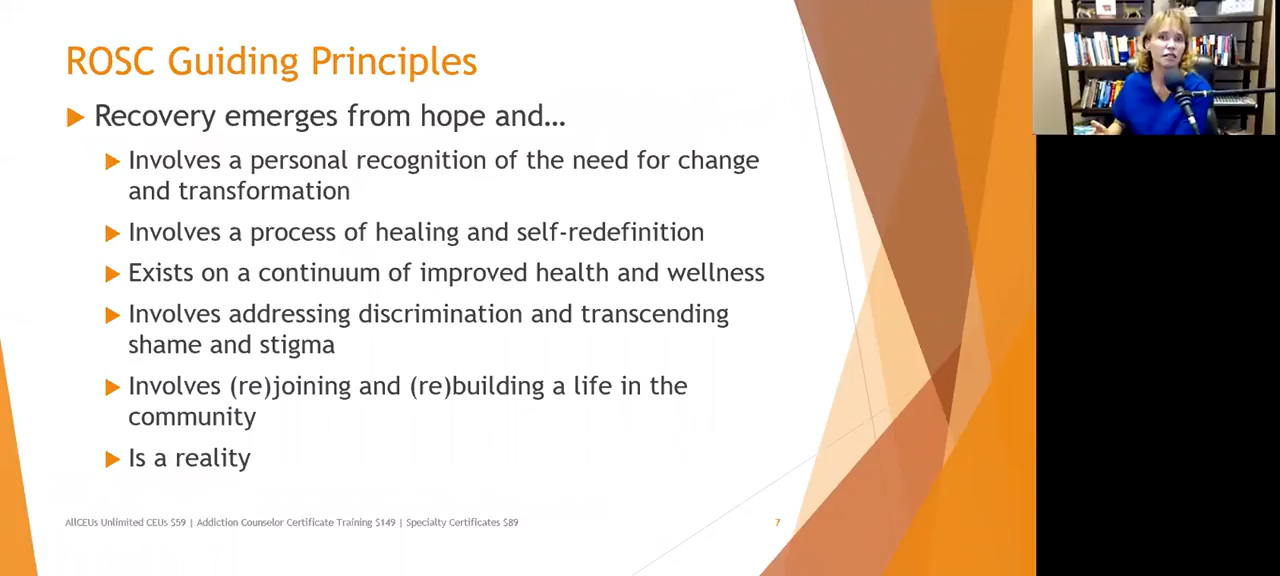 ROSC Guiding Principles
Recovery emerges from hope and…
Involves a personal recognition of the need for change
and transformation
Involves a process of healing and self-redefinition
Exists on a continuum of improved health and wellness
Involves addressing discrimination and transcending
shame and stigma
Involves (re)joining and (re)building a life in the
community
Is a reality
AllCEUs Unlimited CEUs $59 | Addiction Counselor Certificate Training $149 | Specialty Certificates $89
7